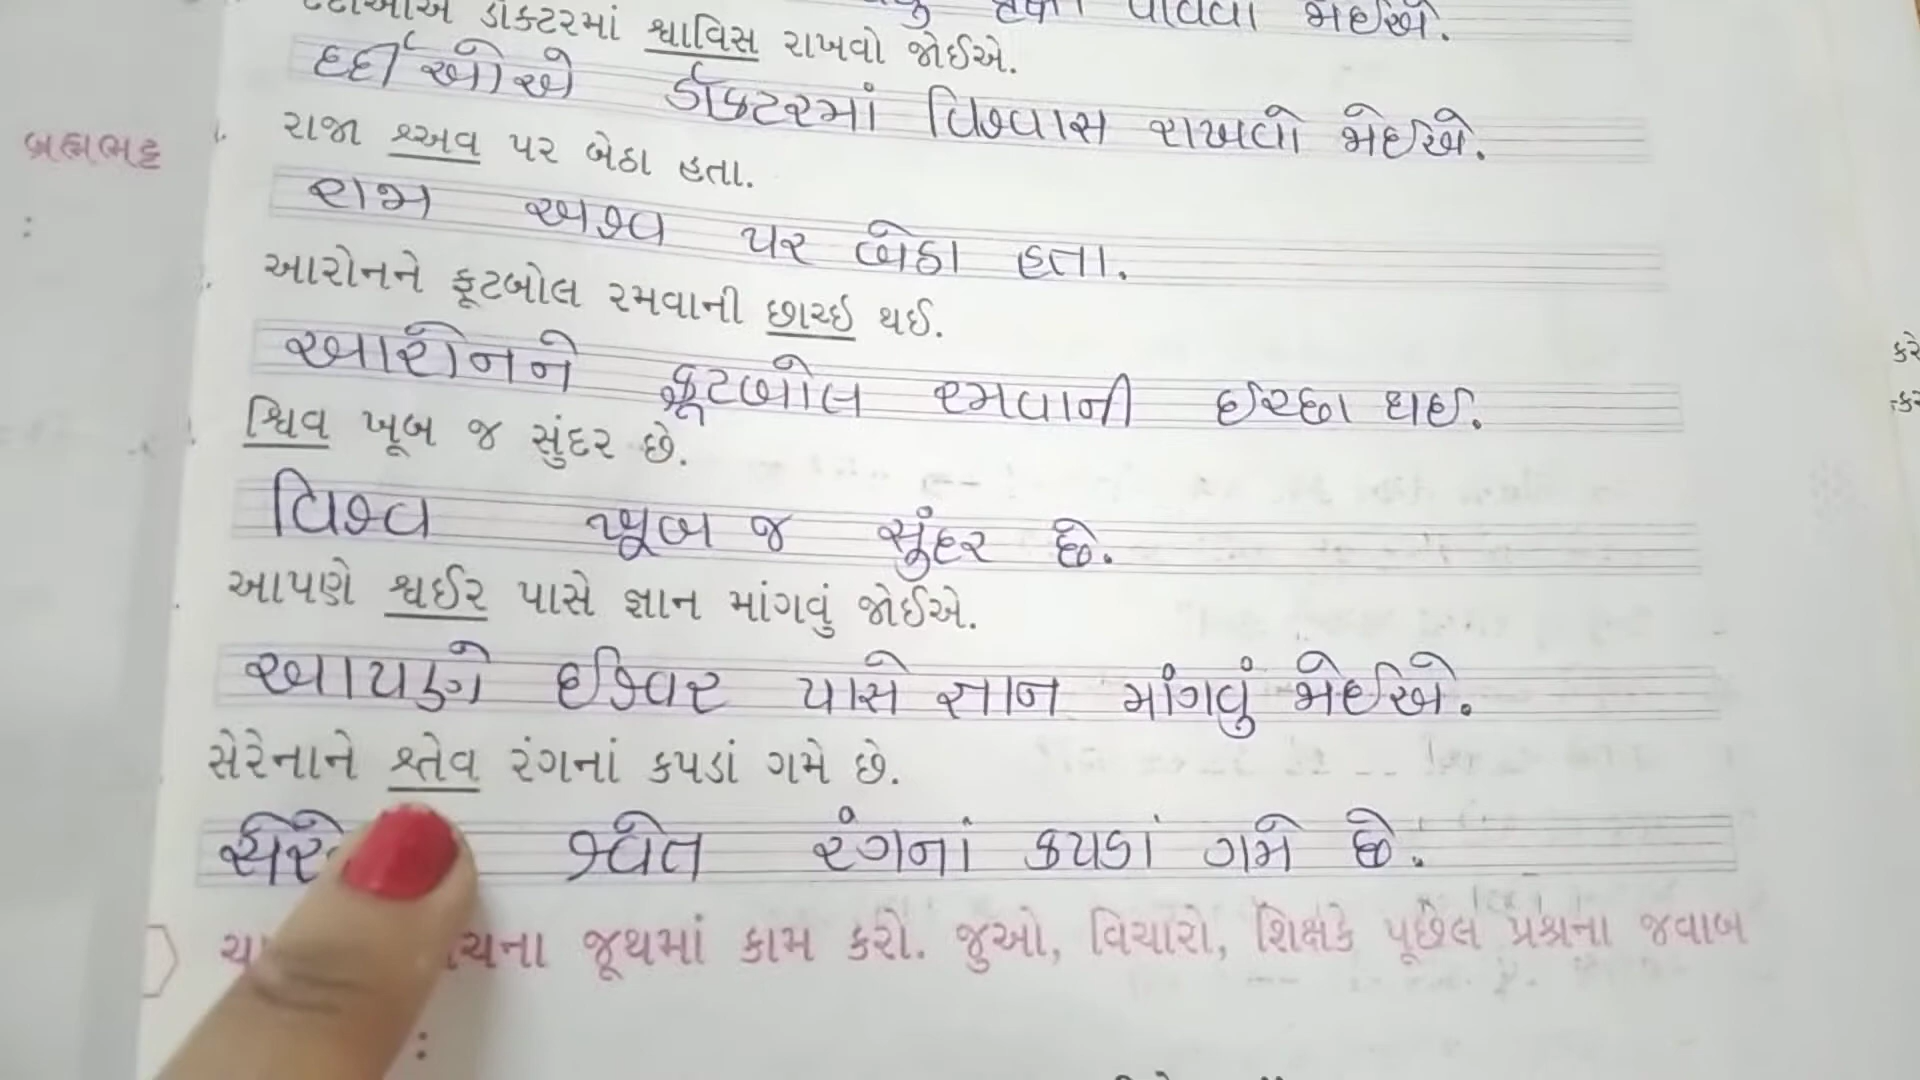 ડૉક્ટરમાં શ્વાવિસ રાખવો જોઈએ.
દર્દીઓએ ડૉક્ટરમાં વિશ્વાસ રાખવો જોઈએ.
બ્રહ્મભટ્ટ
રાજા શ્અવ પર બેઠા હતા.
રાજા અશ્વ પર બેઠા હતા.
આરોનને ફૂટબોલ રમવાની છાચ્ઇ થઈ.
આરોનને ફૂટબોલ રમવાની ઈચ્છા થઈ.
શ્વિવ ખૂબ જ સુંદર છે.
વિશ્વ ખૂબ જ સુંદર છે.
આપણે શ્વઈર પાસે જ્ઞાન માંગવું જોઈએ.
આપણે ઈશ્વર પાસે જ્ઞાન માંગવું જોઈએ.
સેરેનાને શ્તેવ રંગનાં કપડાં ગમે છે.
શ્વેત રંગનાં કપડાં ગમે છે.
જૂથમાં કામ કરો. જુઓ, વિચારો, શિક્ષકે પૂછેલ પ્રશ્નના જવાબ